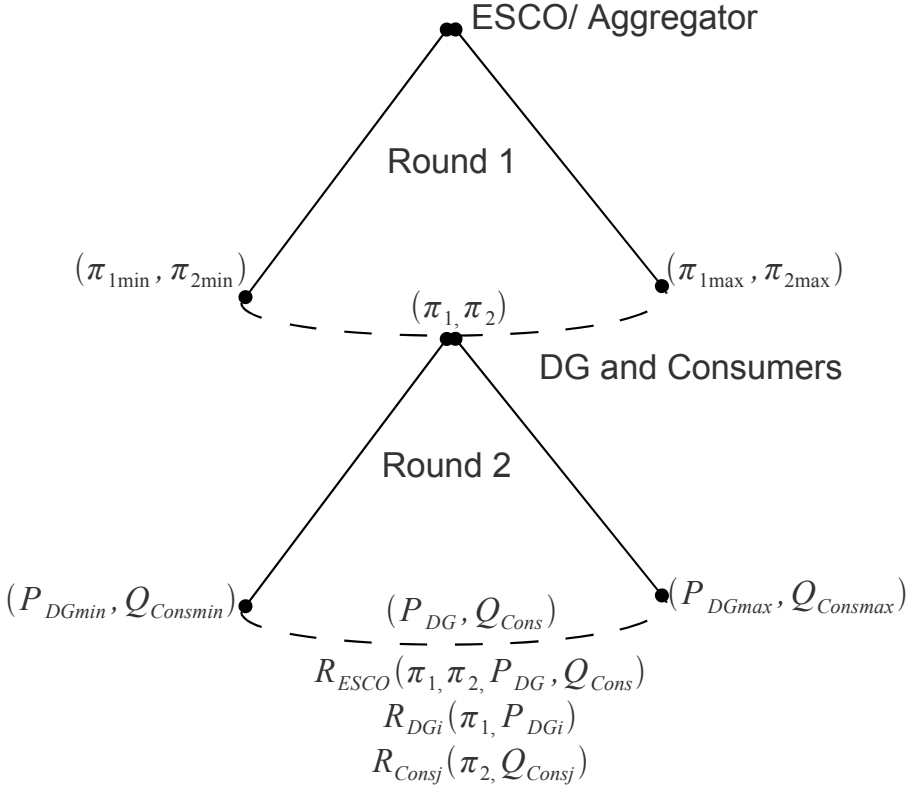 ESCO/ Aggregator
Round 1
(π1min , π2min)
(π1max , π2max)
(π1, π2)
DG and Consumers
Round 2
(PDGmin , QConsmin)
(PDG , QCons)
(PDGmax , QConsmax)
RESCO(π1, π2, PDG , QCons)
RDGi(π1, PDGi)
RConsj(π2, QConsj)